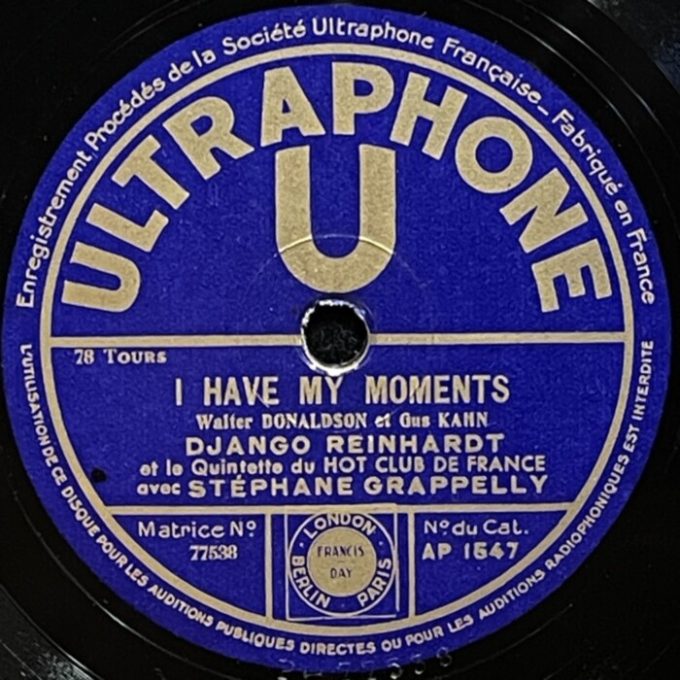 Enregistrement Procédés de la Société Ultraphone Française _ Fabriqué en France
ULTRAPHONE
U
78 TOURS
I HAVE MY MOMENTS
Walter DONALDSON et Gus KAHN
DJANGO REINHARDT
et le Quintette du HOT CLUB DE FRANCE
avec STÉPHANE GRAPPELLY
Matrice Nº
77538
LONDON
FRANCIS
DAY
BERLIN PARIS
Nº du Cat.
AP 1547
L'UTILISATION DE CE DISQUE POUR LES AUDITIONS PUBLIQUES DIRECTES OU POUR LES AUDITIONS RADIOPHONIQUES EST INTERDITE